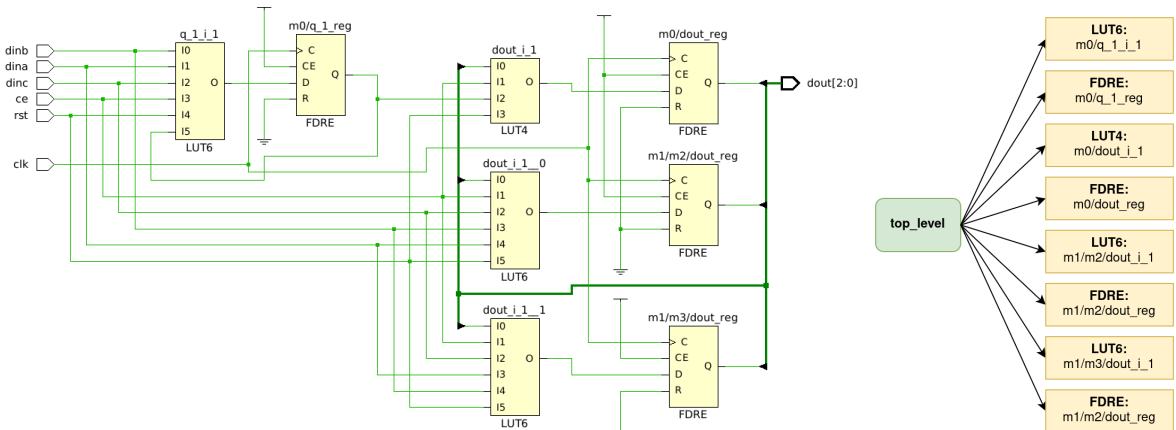 q_1_i_1
dinb
dina
dinc
ce
rst
clk
I0
I1
I2
I3
I4
I5
O
LUT6
m0/q_1_reg
C
CE
D
R
Q
FDRE
dout_i_1
I0
I1
I2
I3
O
LUT4
m0/dout_reg
C
CE
D
R
Q
FDRE
dout[2:0]
dout_i_1__0
I0
I1
I2
I3
I4
I5
O
LUT6
m1/m2/dout_reg
C
CE
D
R
Q
FDRE
dout_i_1__1
I0
I1
I2
I3
I4
I5
O
LUT6
m1/m3/dout_reg
C
CE
D
R
Q
FDRE
top_level
LUT6:
m0/q_1_i_1
FDRE:
m0/q_1_reg
LUT4:
m0/dout_i_1
FDRE:
m0/dout_reg
LUT6:
m1/m2/dout_i_1
FDRE:
m1/m2/dout_reg
LUT6:
m1/m3/dout_i_1
FDRE:
m1/m2/dout_reg